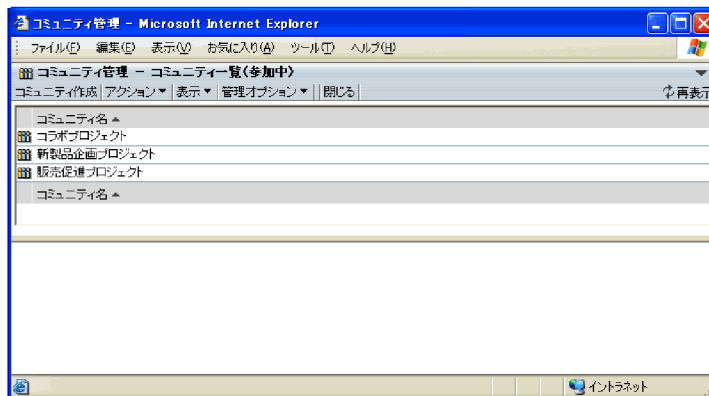 コミュニティ管理 - Microsoft Internet Explorer
ファイル(F) 編集(E) 表示(V) お気に入り(A) ツール(T) ヘルプ(H)
コミュニティ管理 - コミュニティ一覧(参加中)
コミュニティ作成 アクション▼ 表示▼ 管理オプション▼ 閉じる 再表示
コミュニティ名▲
コラボプロジェクト
新製品企画プロジェクト
販売促進プロジェクト
コミュニティ名▲
イントラネット